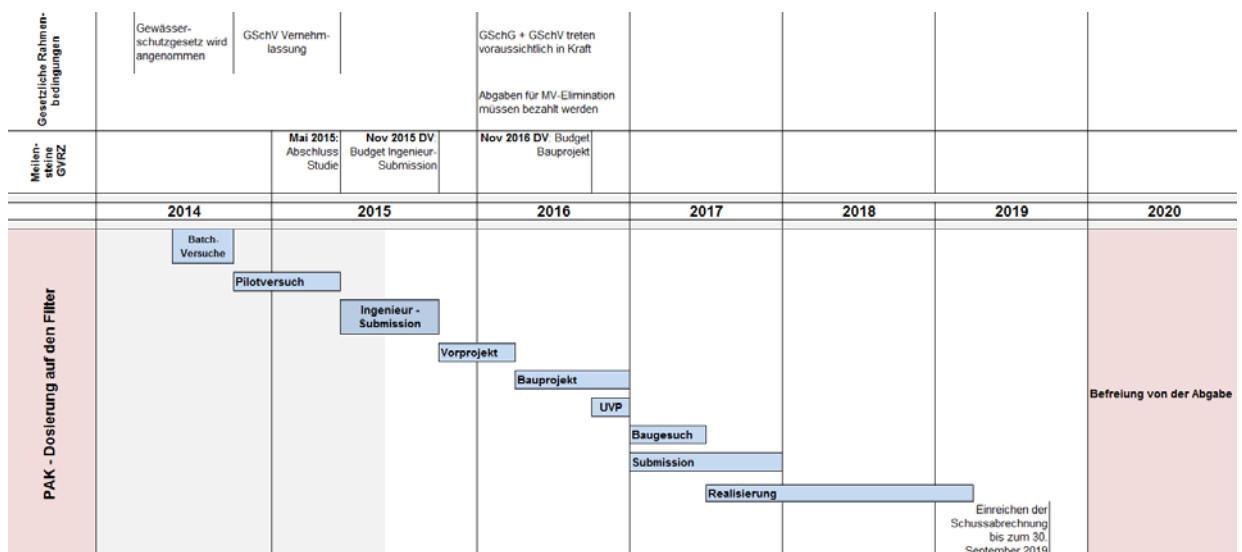 Gesetzliche Rahmen-
bedingungen
Gewässer-
schutzgesetz wird
angenommen
GSchV Vernehm-
lassung
GSchG + GSchV treten
voraussichtlich in Kraft
Abgaben für MV-Elimination
müssen bezahlt werden
Meilen-
steine
GVRZ
Mai 2015:
Abschluss
Studie
Nov 2015 DV:
Budget Ingenieur-
Submission
Nov 2016 DV: Budget
Bauprojekt
2014
2015
2016
2017
2018
2019
2020
PAK - Dosierung auf den Filter
Batch-
Versuche
Pilotversuch
Ingenieur -
Submission
Vorprojekt
Bauprojekt
UVP
Baugesuch
Submission
Realisierung
Einreichen der
Schussabrechnung
bis zum 30.
September 2019
Befreiung von der Abgabe